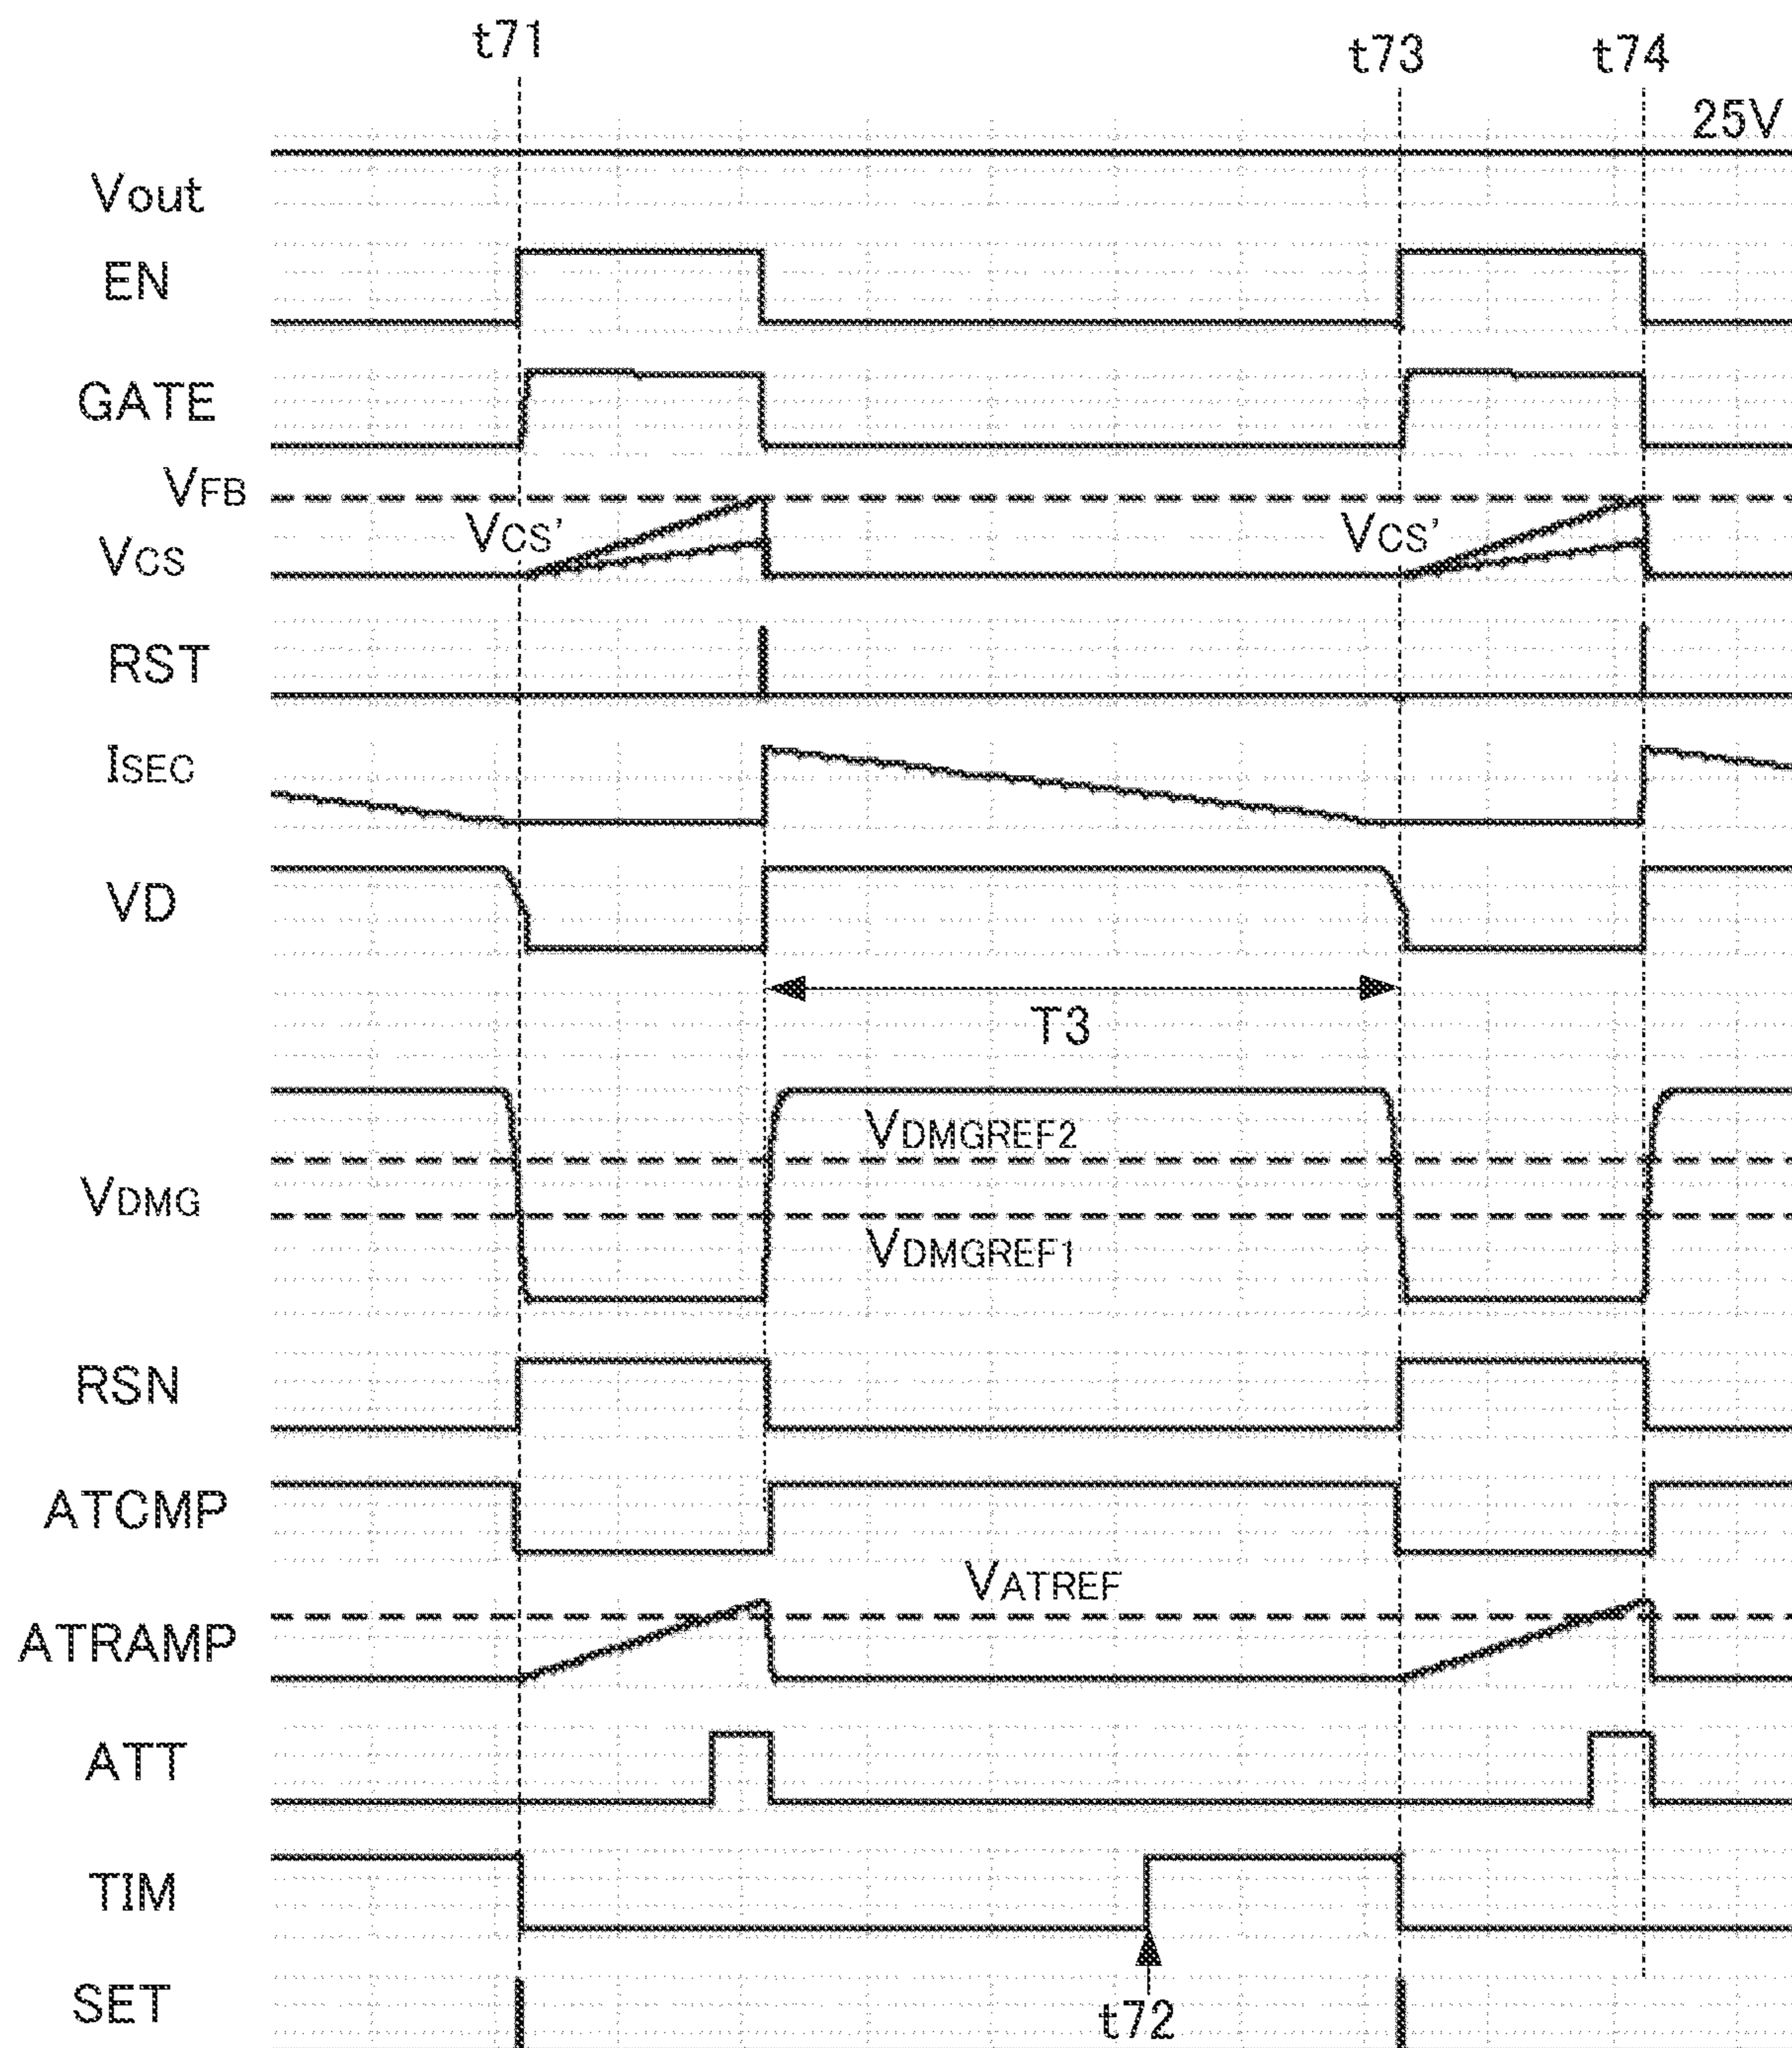 t71
t73
t74
25V
Vout
EN
GATE
VFB
VCS' VCS'
VCS
RST
ISEC
VD
T3
VDMGREF2
VDMG
VDMGREF1
RSN
ATCMP
VATREF
ATRAMP
ATT
TIM
SET
t72